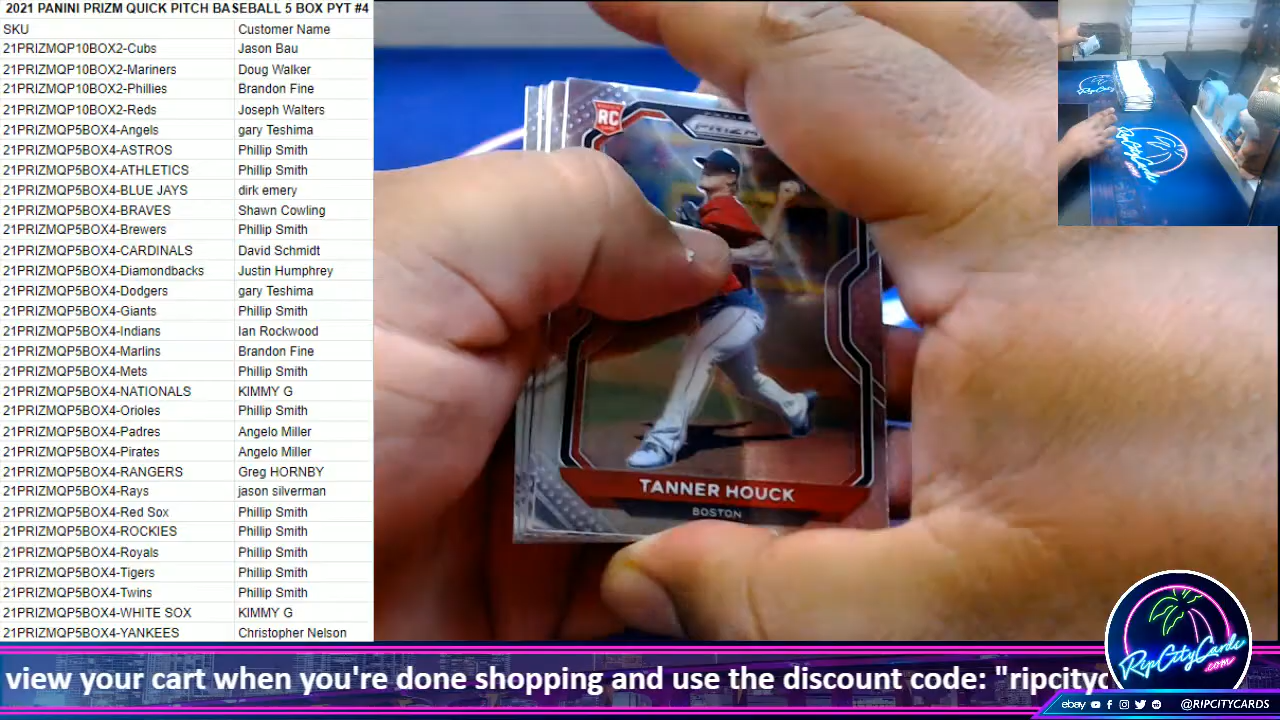 2021 PANINI PRIZM QUICK PITCH BASEBALL 5 BOX PYT #4
SKU Customer Name
21PRIZMQP10BOX2-Cubs Jason Bau
21PRIZMQP10BOX2-Mariners Doug Walker
21PRIZMQP10BOX2-Phillies Brandon Fine
21PRIZMQP10BOX2-Reds Joseph Walters
21PRIZMQP5BOX4-Angels gary Teshima
21PRIZMQP5BOX4-ASTROS Phillip Smith
21PRIZMQP5BOX4-ATHLETICS Phillip Smith
21PRIZMQP5BOX4-BLUE JAYS dirk emery
21PRIZMQP5BOX4-BRAVES Shawn Cowling
21PRIZMQP5BOX4-Brewers Phillip Smith
21PRIZMQP5BOX4-CARDINALS David Schmidt
21PRIZMQP5BOX4-Diamondbacks Justin Humphrey
21PRIZMQP5BOX4-Dodgers gary Teshima
21PRIZMQP5BOX4-Giants Phillip Smith
21PRIZMQP5BOX4-Indians Ian Rockwood
21PRIZMQP5BOX4-Marlins Brandon Fine
21PRIZMQP5BOX4-Mets Phillip Smith
21PRIZMQP5BOX4-NATIONALS KIMMY G
21PRIZMQP5BOX4-Orioles Phillip Smith
21PRIZMQP5BOX4-Padres Angelo Miller
21PRIZMQP5BOX4-Pirates Angelo Miller
21PRIZMQP5BOX4-RANGERS Greg HORNBY
21PRIZMQP5BOX4-Rays jason silverman
21PRIZMQP5BOX4-Red Sox Phillip Smith
21PRIZMQP5BOX4-ROCKIES Phillip Smith
21PRIZMQP5BOX4-Royals Phillip Smith
21PRIZMQP5BOX4-Tigers Phillip Smith
21PRIZMQP5BOX4-Twins Phillip Smith
21PRIZMQP5BOX4-WHITE SOX KIMMY G
21PRIZMQP5BOX4-YANKEES Christopher Nelson
RC
PRIZM
TANNER HOUCK
BOSTON
view your cart when you're done shopping and use the discount code: "ripcityc
RipCityCards
.com
ebay @RIPCITYCARDS